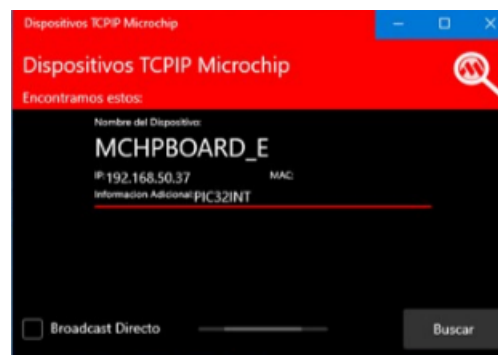 Dispositivos TCPIP Microchip
Dispositivos TCPIP Microchip
Encontramos estos:
Nombre del Dispositivo:
MCHPBOARD_E
IP:192.168.50.37 MAC:
Informacion Adicional:PIC32INT
Broadcast Directo Buscar